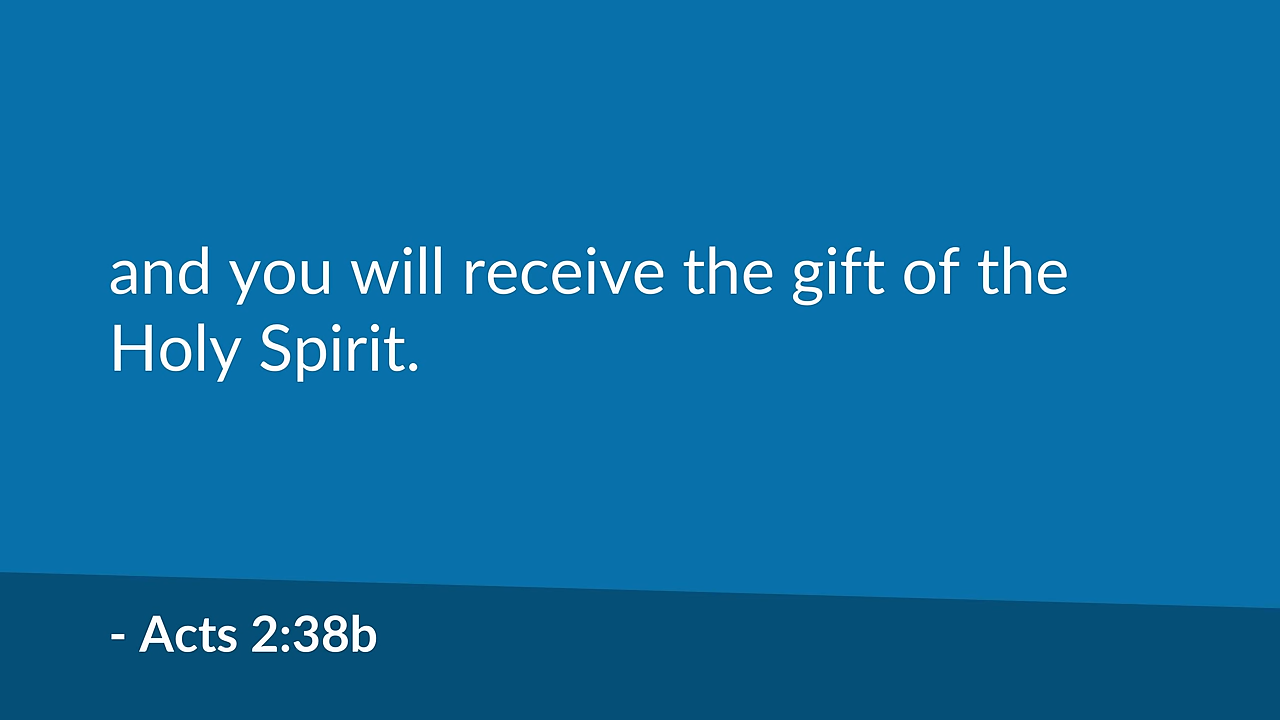 and you will receive the gift of the
Holy Spirit.
- Acts 2:38b